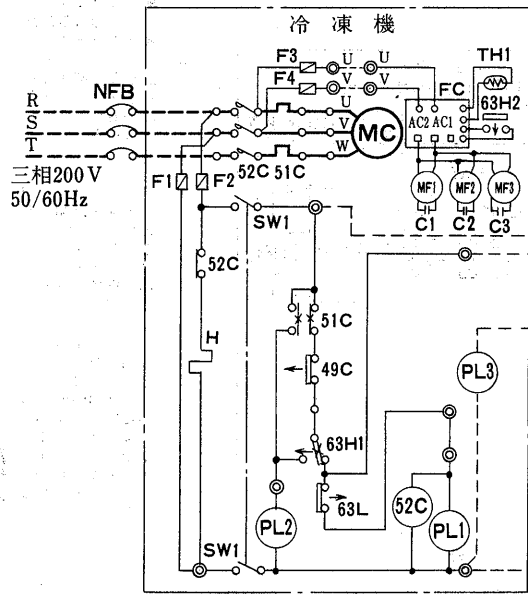 冷凍機
F3 U U
F4 V V
TH1
FC
63H2
NFB
R
S
T
U
V
W
MC
AC2 AC1
三相200V
50/60Hz
F1 F2
52C 51C
MF1 MF2 MF3
C1 C2 C3
SW1
52C
51C
H
49C
PL3
63H1
63L
52C
PL2
PL1
SW1